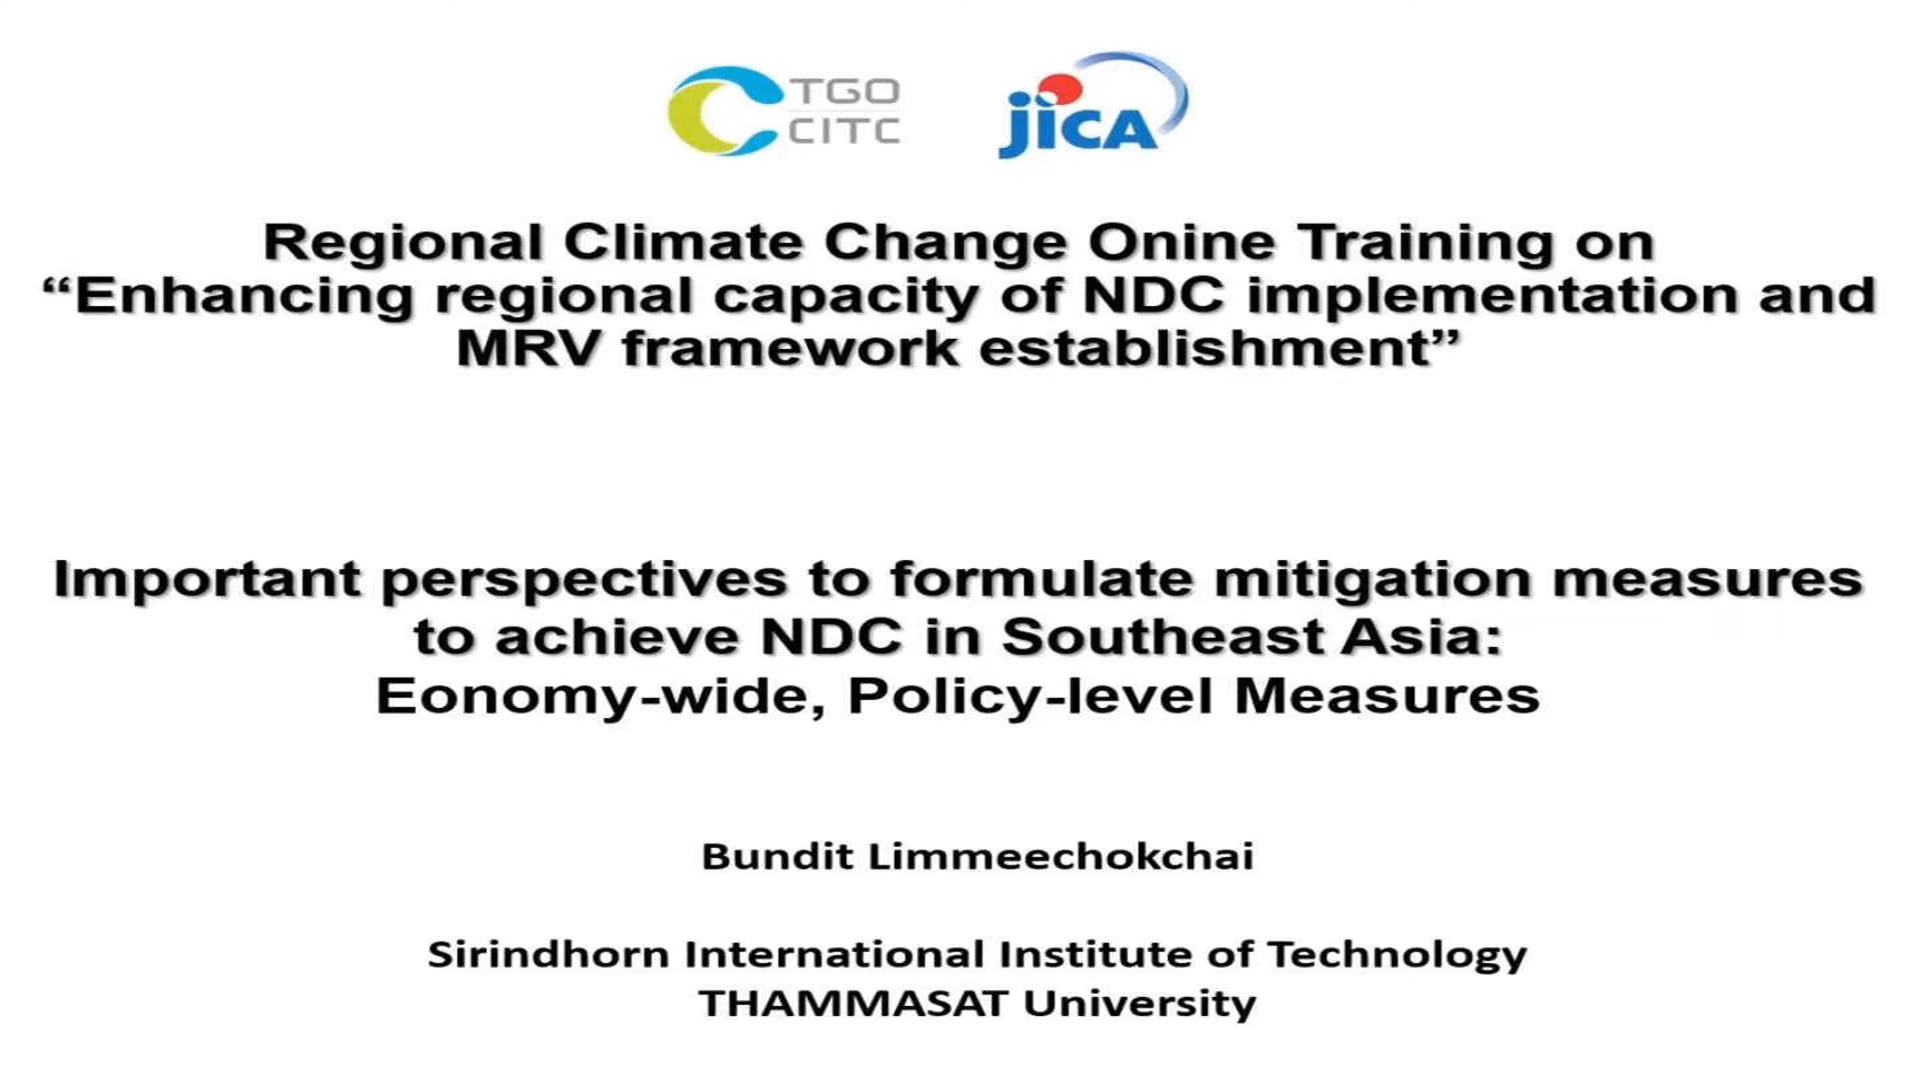 TGO
CITC
jica
Regional Climate Change Onine Training on
“Enhancing regional capacity of NDC implementation and
MRV framework establishment”
Important perspectives to formulate mitigation measures
to achieve NDC in Southeast Asia:
Eonomy-wide, Policy-level Measures
Bundit Limmeechokchai
Sirindhorn International Institute of Technology
THAMMASAT University